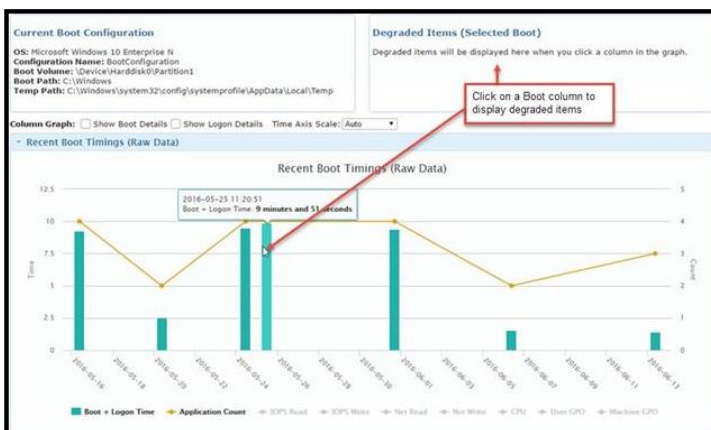 Current Boot Configuration
OS: Microsoft Windows 10 Enterprise N
Configuration Name: BootConfiguration
Boot Volume: \Device\Harddisk0\Partition1
Boot Path: C:\Windows
Temp Path: C:\Windows\system32\config\systemprofile\AppData\Local\Temp
Degraded Items (Selected Boot)
Degraded items will be displayed here when you click a column in the graph.
Click on a Boot column to
display degraded items
Column Graph: Show Boot Details Show Logon Details Time Axis Scale: Auto
Recent Boot Timings (Raw Data)
Recent Boot Timings (Raw Data)
2016-05-25 11:20:51
Boot + Logon Time: 9 minutes and 51 seconds
12.5
10
7.5
5
2.5
0
Time
5
4
3
2
1
0
Count
2016-05-16
2016-05-18
2016-05-20
2016-05-22
2016-05-24
2016-05-26
2016-05-28
2016-05-30
2016-06-01
2016-06-03
2016-06-05
2016-06-07
2016-06-09
2016-06-11
2016-06-13
Boot + Logon Time Application Count IOPS Read IOPS Write Net Read Net Write CPU User GPO Machine GPO